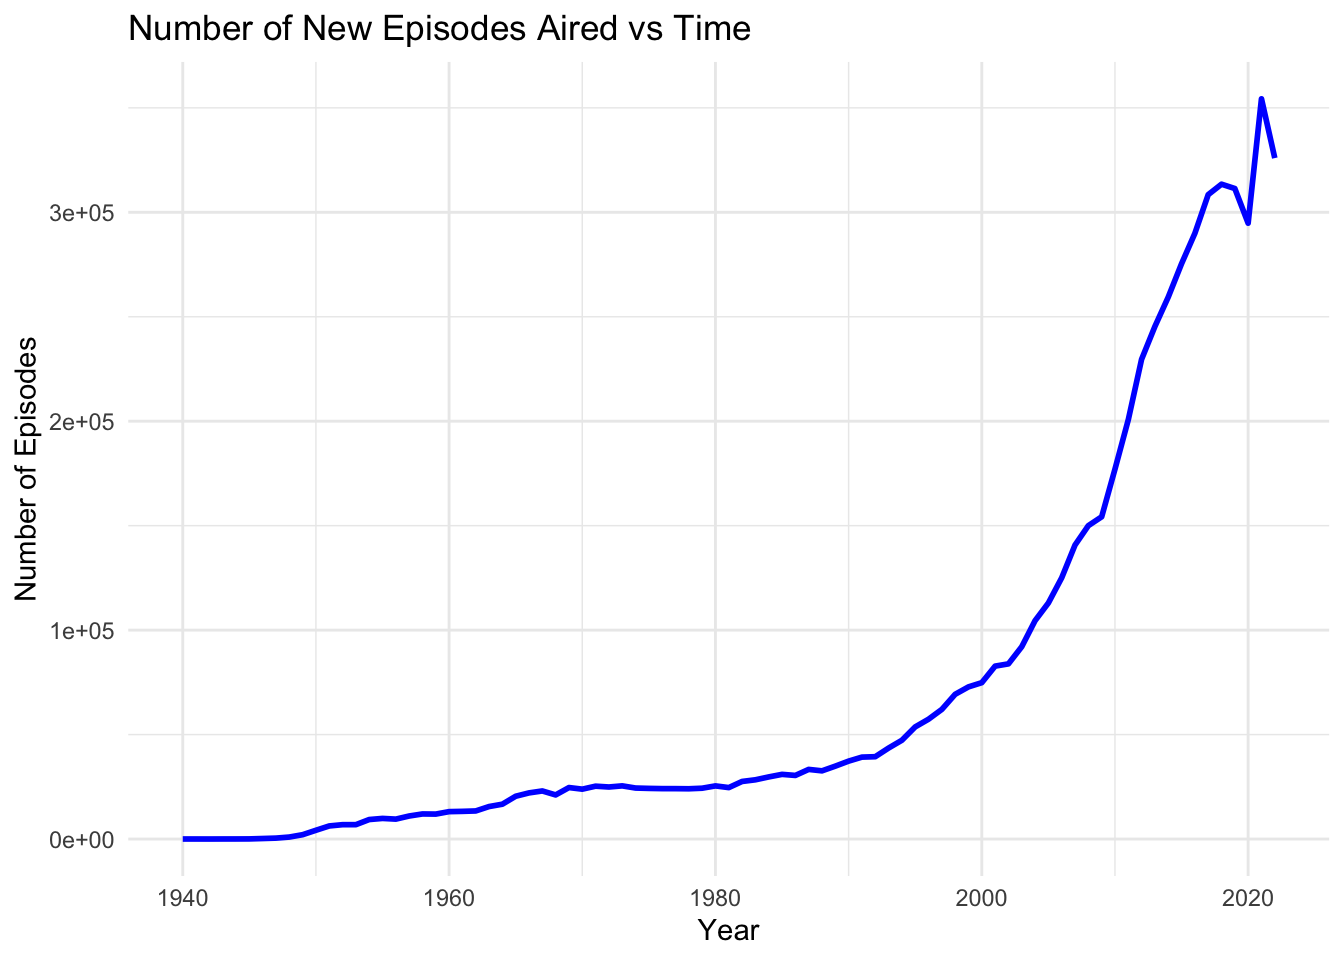 Number of New Episodes Aired vs Time
Number of Episodes
3e+05
2e+05
1e+05
0e+00
1940 1960 1980 2000 2020
Year